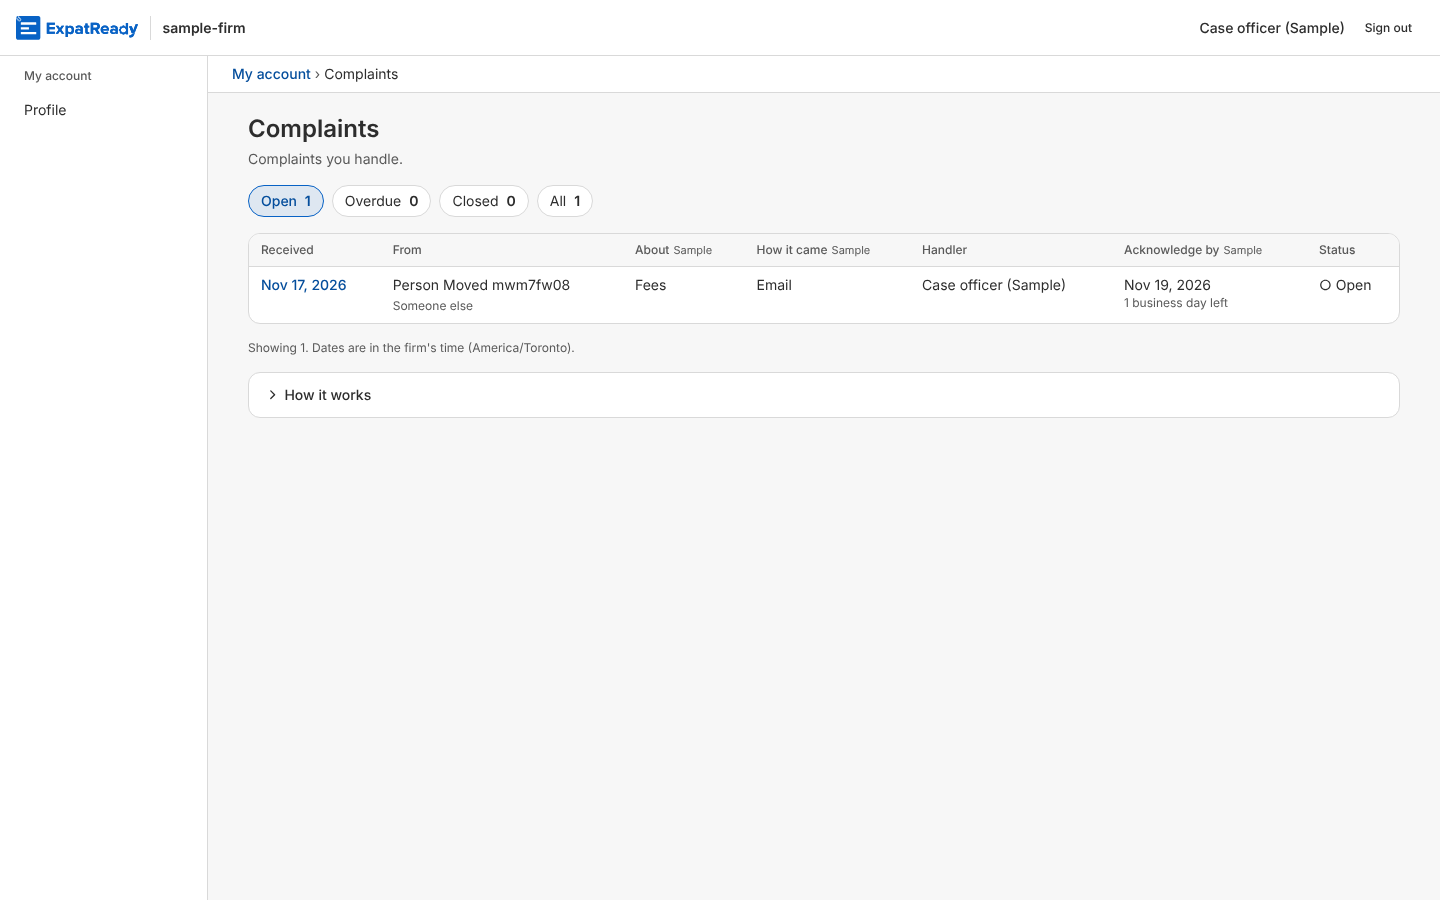 ExpatReady sample-firm Case officer (Sample) Sign out
My account
Profile
My account › Complaints
Complaints
Complaints you handle.
Open 1 Overdue 0 Closed 0 All 1
Received From About Sample How it came Sample Handler Acknowledge by Sample Status
Nov 17, 2026 Person Moved mwm7fw08 Fees Email Case officer (Sample) Nov 19, 2026 Open
Someone else 1 business day left
Showing 1. Dates are in the firm's time (America/Toronto).
How it works